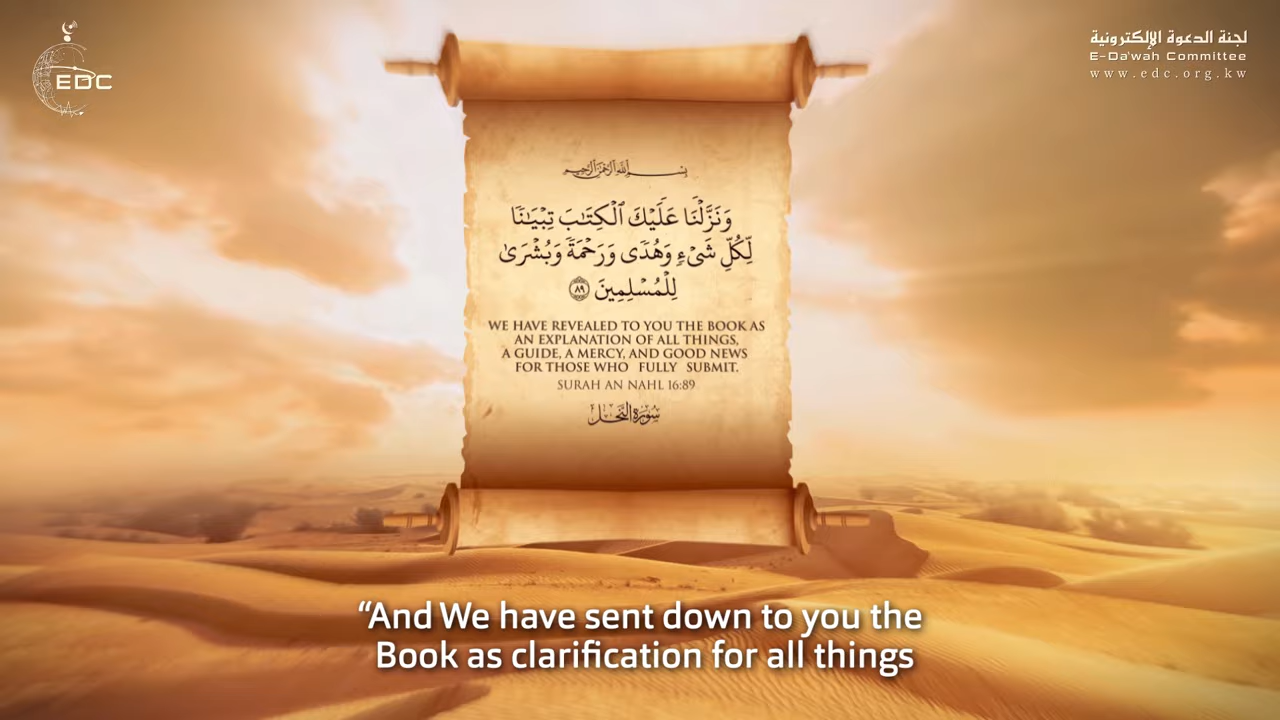 EDC
لجنة الدعوة الإلكترونية
E-Da'wah Committee
www.edc.org.kw
بِسْمِ اللَّهِ الرَّحْمَٰنِ الرَّحِيمِ
وَنَزَّلْنَا عَلَيْكَ ٱلْكِتَٰبَ تِبْيَٰنًا
لِّكُلِّ شَىْءٍ وَهُدًى وَرَحْمَةً وَبُشْرَىٰ
لِلْمُسْلِمِينَ ٨٩
WE HAVE REVEALED TO YOU THE BOOK AS
AN EXPLANATION OF ALL THINGS,
A GUIDE, A MERCY, AND GOOD NEWS
FOR THOSE WHO FULLY SUBMIT.
SURAH AN NAHL 16:89
سُورَةُ النَّحْلِ
“And We have sent down to you the
Book as clarification for all things